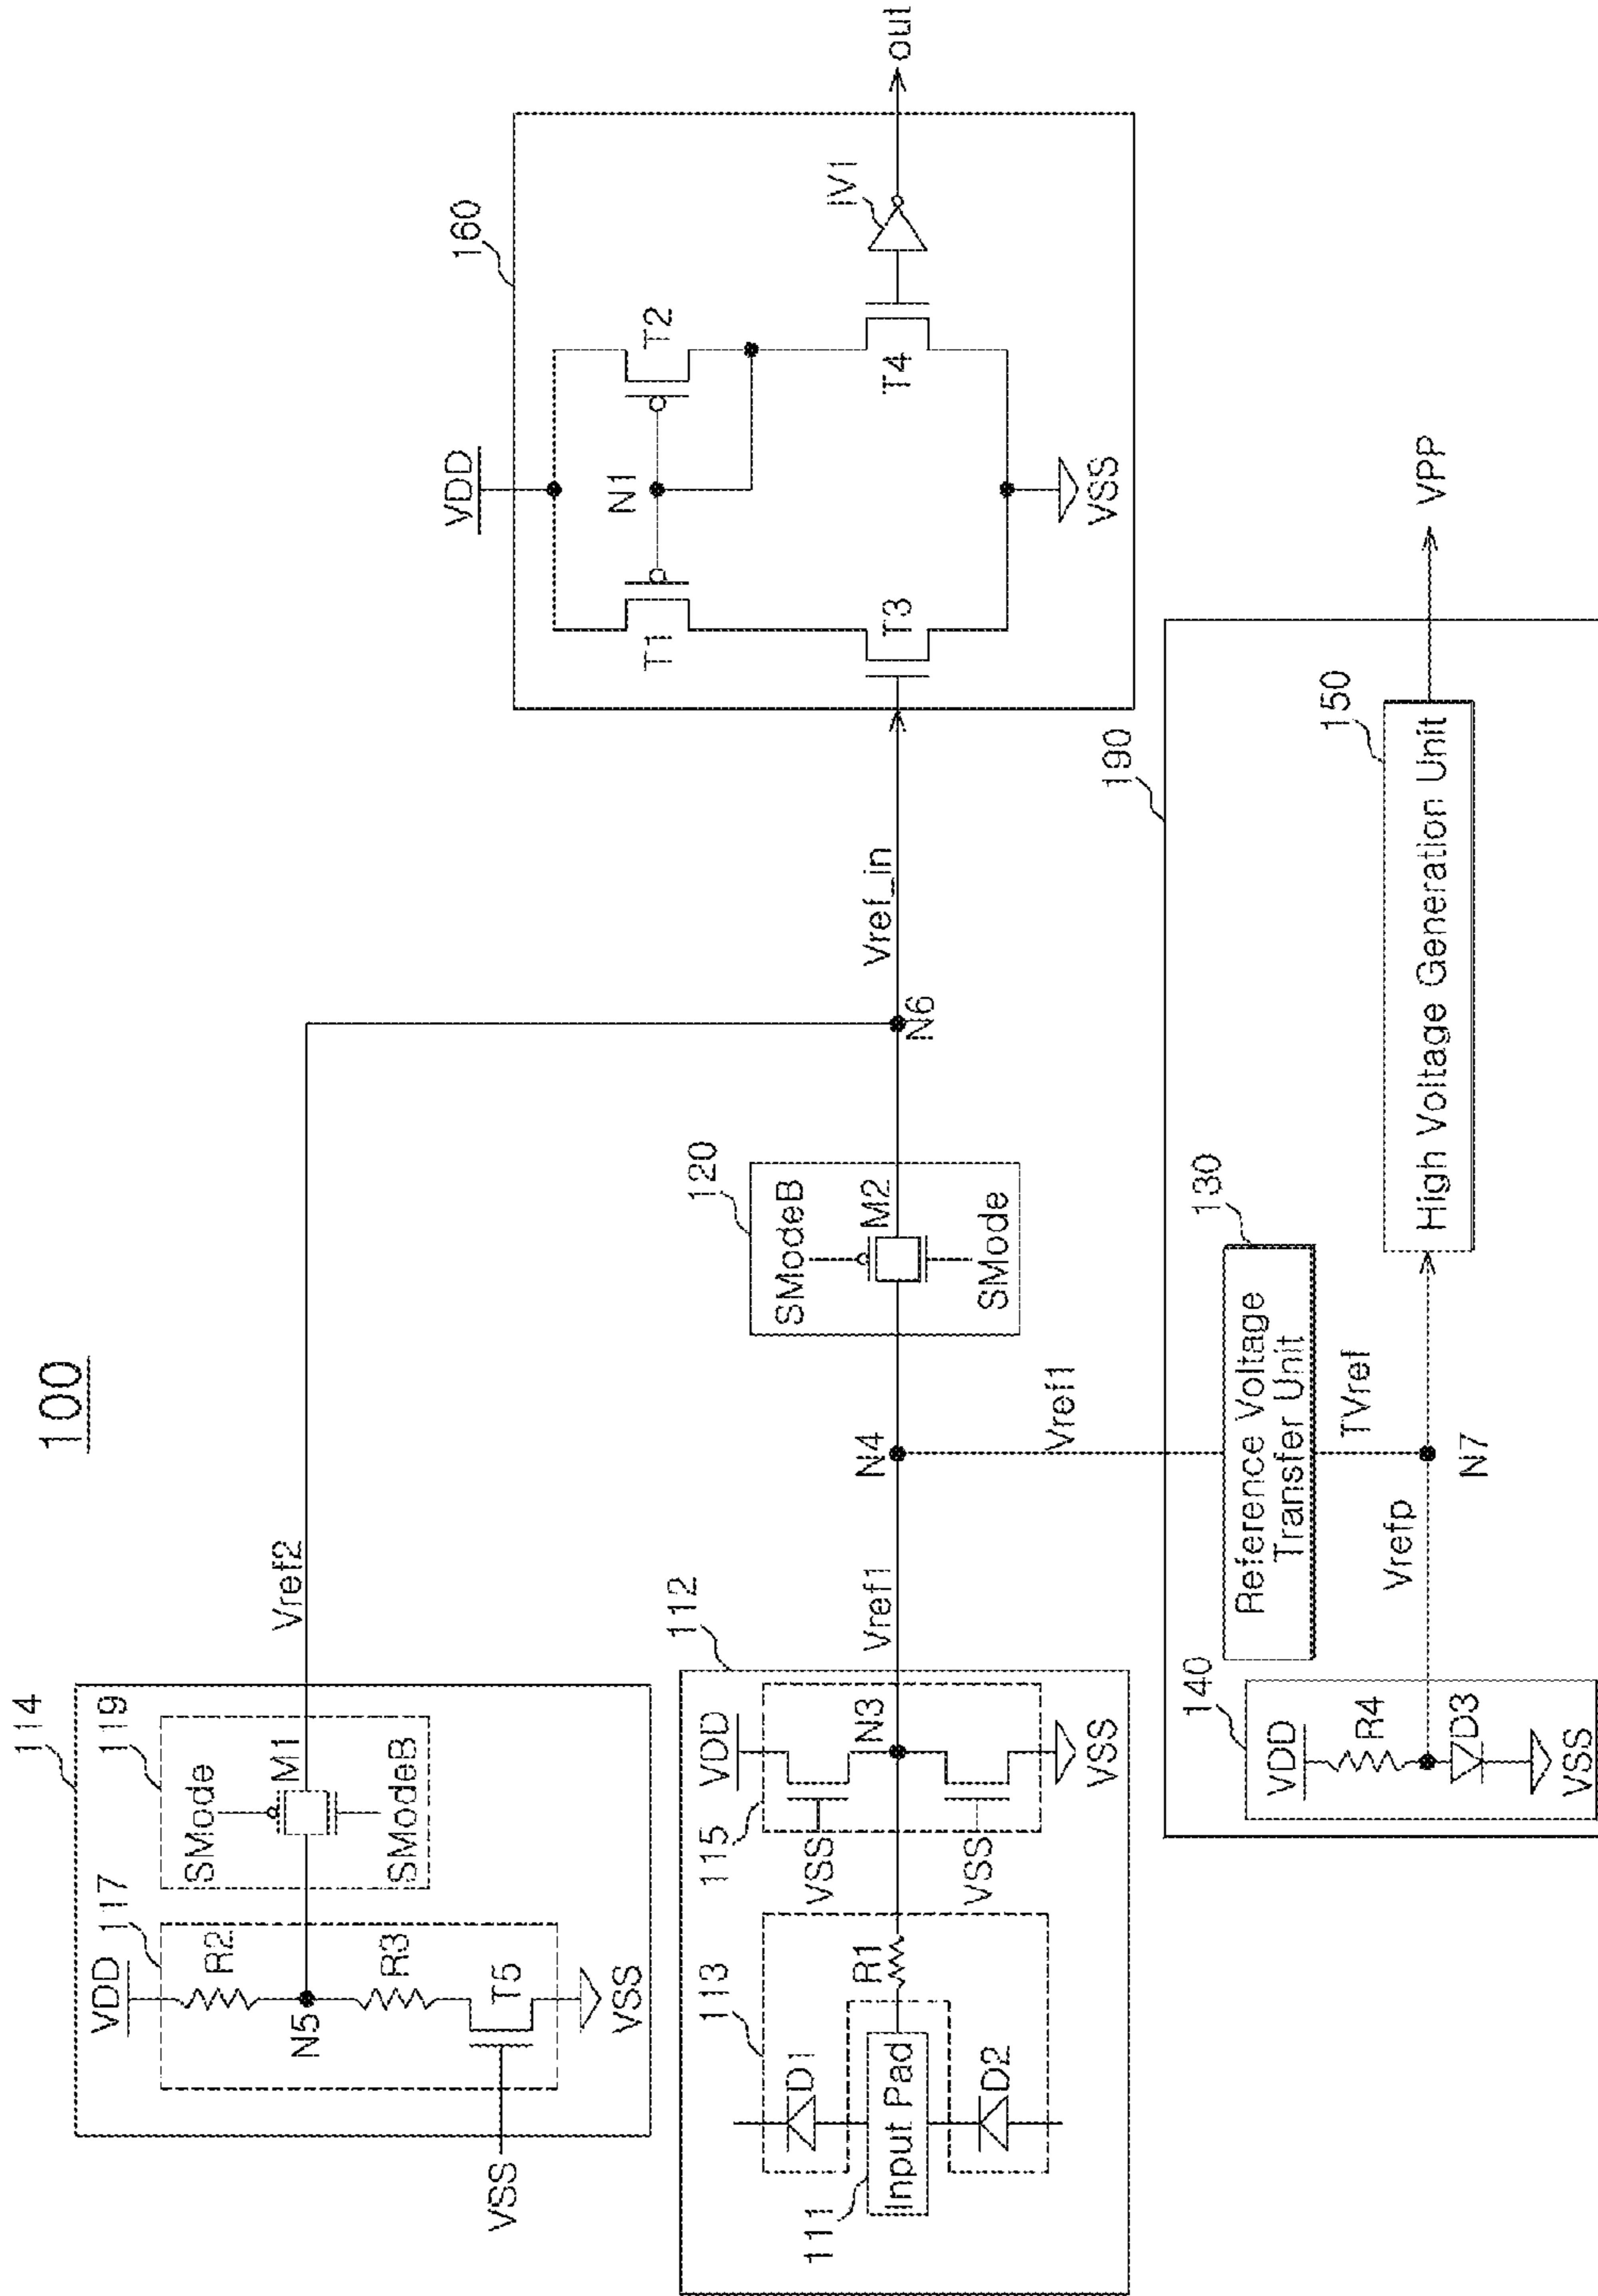 100
114
119
SMode
M1
SModeB
117
VDD
R2
N5
R3
T5
VSS
VSS
Vref2
112
115
VDD
N3
VSS
VSS
VSS
113
D1
R1
111
Input Pad
D2
Vref1
N4
Vref1
120
SModeB
M2
SMode
N6
Vref_in
160
VDD
T1
N1
T2
T3
T4
IV1
VSS
out
190
140
VDD
R4
D3
VSS
130
Reference Voltage
Transfer Unit
TVref
Vrefp
N7
150
High Voltage Generation Unit
VPP